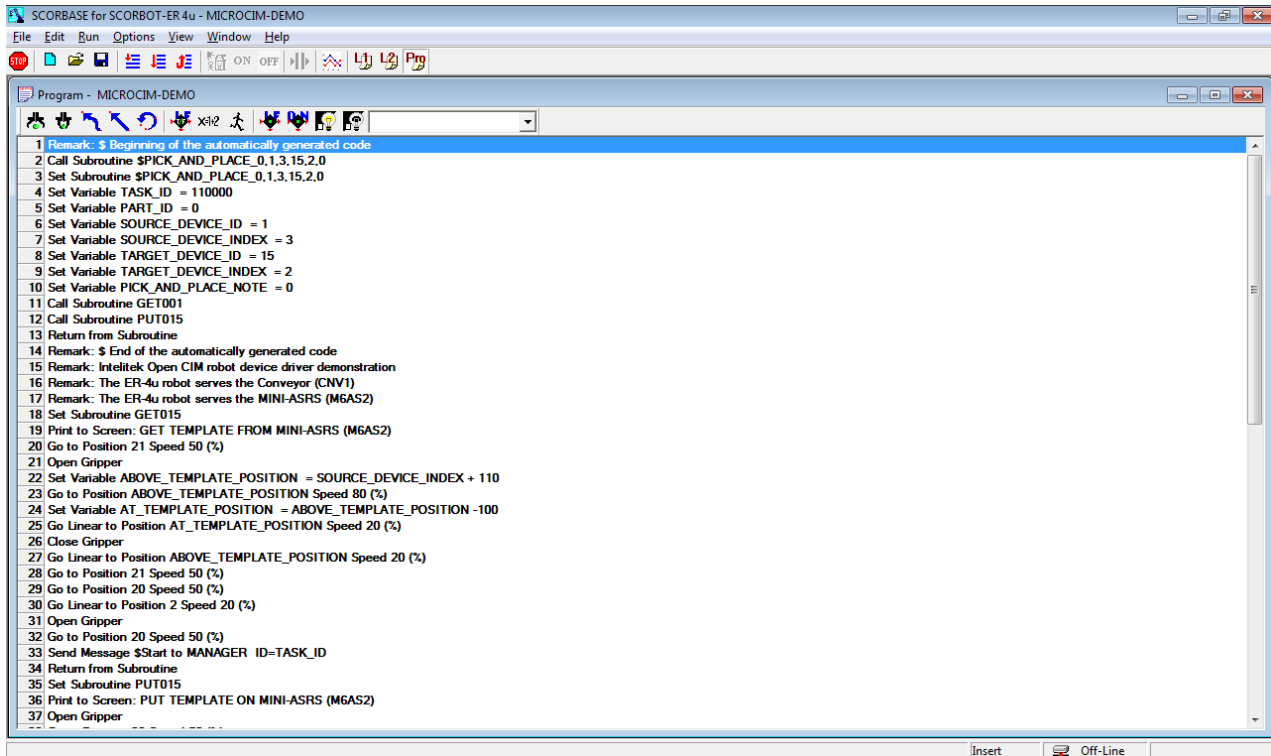 SCORBASE for SCORBOT-ER 4u - MICROCIM-DEMO
File Edit Run Options View Window Help
STOP ON OFF L1 L2 Prg
Program - MICROCIM-DEMO
1 Remark: $ Beginning of the automatically generated code
2 Call Subroutine $PICK_AND_PLACE_0,1,3,15,2,0
3 Set Subroutine $PICK_AND_PLACE_0,1,3,15,2,0
4 Set Variable TASK_ID = 110000
5 Set Variable PART_ID = 0
6 Set Variable SOURCE_DEVICE_ID = 1
7 Set Variable SOURCE_DEVICE_INDEX = 3
8 Set Variable TARGET_DEVICE_ID = 15
9 Set Variable TARGET_DEVICE_INDEX = 2
10 Set Variable PICK_AND_PLACE_NOTE = 0
11 Call Subroutine GET001
12 Call Subroutine PUT015
13 Return from Subroutine
14 Remark: $ End of the automatically generated code
15 Remark: Intelitek Open CIM robot device driver demonstration
16 Remark: The ER-4u robot serves the Conveyor (CNV1)
17 Remark: The ER-4u robot serves the MINI-ASRS (M6AS2)
18 Set Subroutine GET015
19 Print to Screen: GET TEMPLATE FROM MINI-ASRS (M6AS2)
20 Go to Position 21 Speed 50 (%)
21 Open Gripper
22 Set Variable ABOVE_TEMPLATE_POSITION = SOURCE_DEVICE_INDEX + 110
23 Go to Position ABOVE_TEMPLATE_POSITION Speed 80 (%)
24 Set Variable AT_TEMPLATE_POSITION = ABOVE_TEMPLATE_POSITION -100
25 Go Linear to Position AT_TEMPLATE_POSITION Speed 20 (%)
26 Close Gripper
27 Go Linear to Position ABOVE_TEMPLATE_POSITION Speed 20 (%)
28 Go to Position 21 Speed 50 (%)
29 Go to Position 20 Speed 50 (%)
30 Go Linear to Position 2 Speed 20 (%)
31 Open Gripper
32 Go to Position 20 Speed 50 (%)
33 Send Message $Start to MANAGER ID=TASK_ID
34 Return from Subroutine
35 Set Subroutine PUT015
36 Print to Screen: PUT TEMPLATE ON MINI-ASRS (M6AS2)
37 Open Gripper
Insert Off-Line